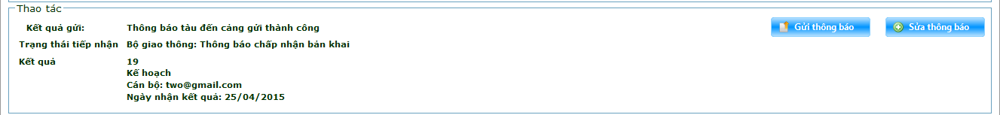 Thao tác
Kết quả gửi: Thông báo tàu đến cảng gửi thành công
Gửi thông báo
Sửa thông báo
Trạng thái tiếp nhận Bộ giao thông: Thông báo chấp nhận bản khai
Kết quả 19
Kế hoạch
Cán bộ: two@gmail.com
Ngày nhận kết quả: 25/04/2015